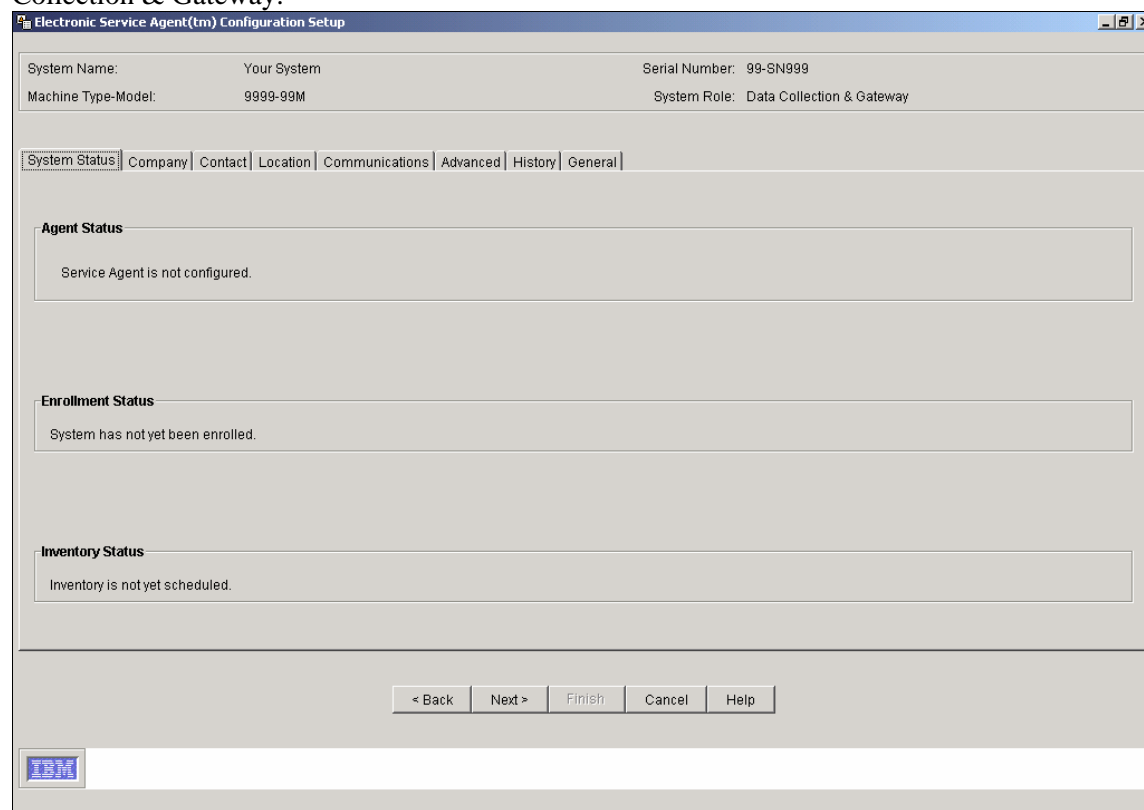 Collection & Gateway.
Electronic Service Agent(tm) Configuration Setup
System Name: Your System Serial Number: 99-SN999
Machine Type-Model: 9999-99M System Role: Data Collection & Gateway
System Status Company Contact Location Communications Advanced History General
Agent Status
Service Agent is not configured.
Enrollment Status
System has not yet been enrolled.
Inventory Status
Inventory is not yet scheduled.
< Back Next > Finish Cancel Help
IBM